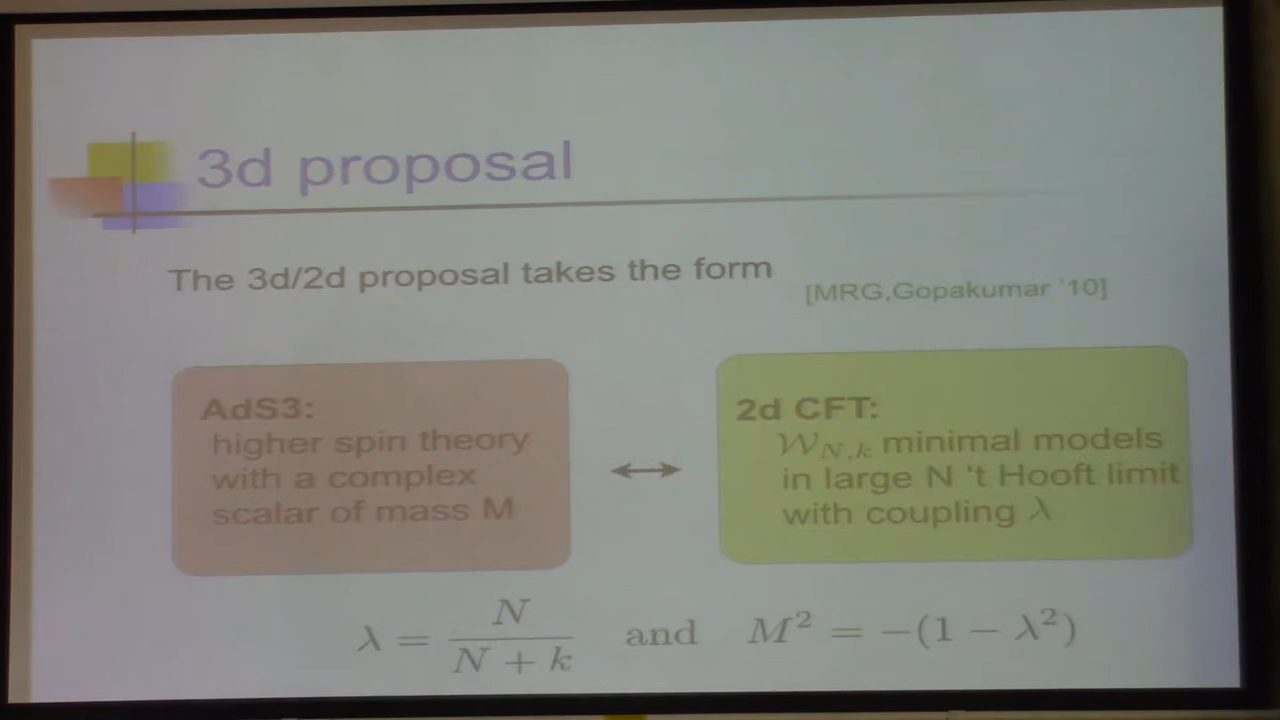 3d proposal
The 3d/2d proposal takes the form
[MRG,Gopakumar '10]
AdS3:
higher spin theory
with a complex
scalar of mass M
2d CFT:
𝒲_{N,k} minimal models
in large N 't Hooft limit
with coupling λ
λ = N / (N + k) and M² = −(1 − λ²)